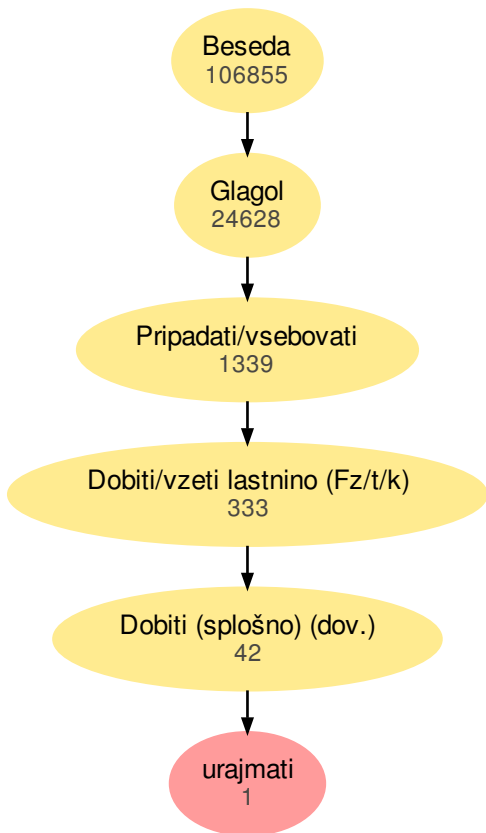 Beseda
106855
Glagol
24628
Pripadati/vsebovati
1339
Dobiti/vzeti lastnino (Fz/t/k)
333
Dobiti (splošno) (dov.)
42
urajmati
1